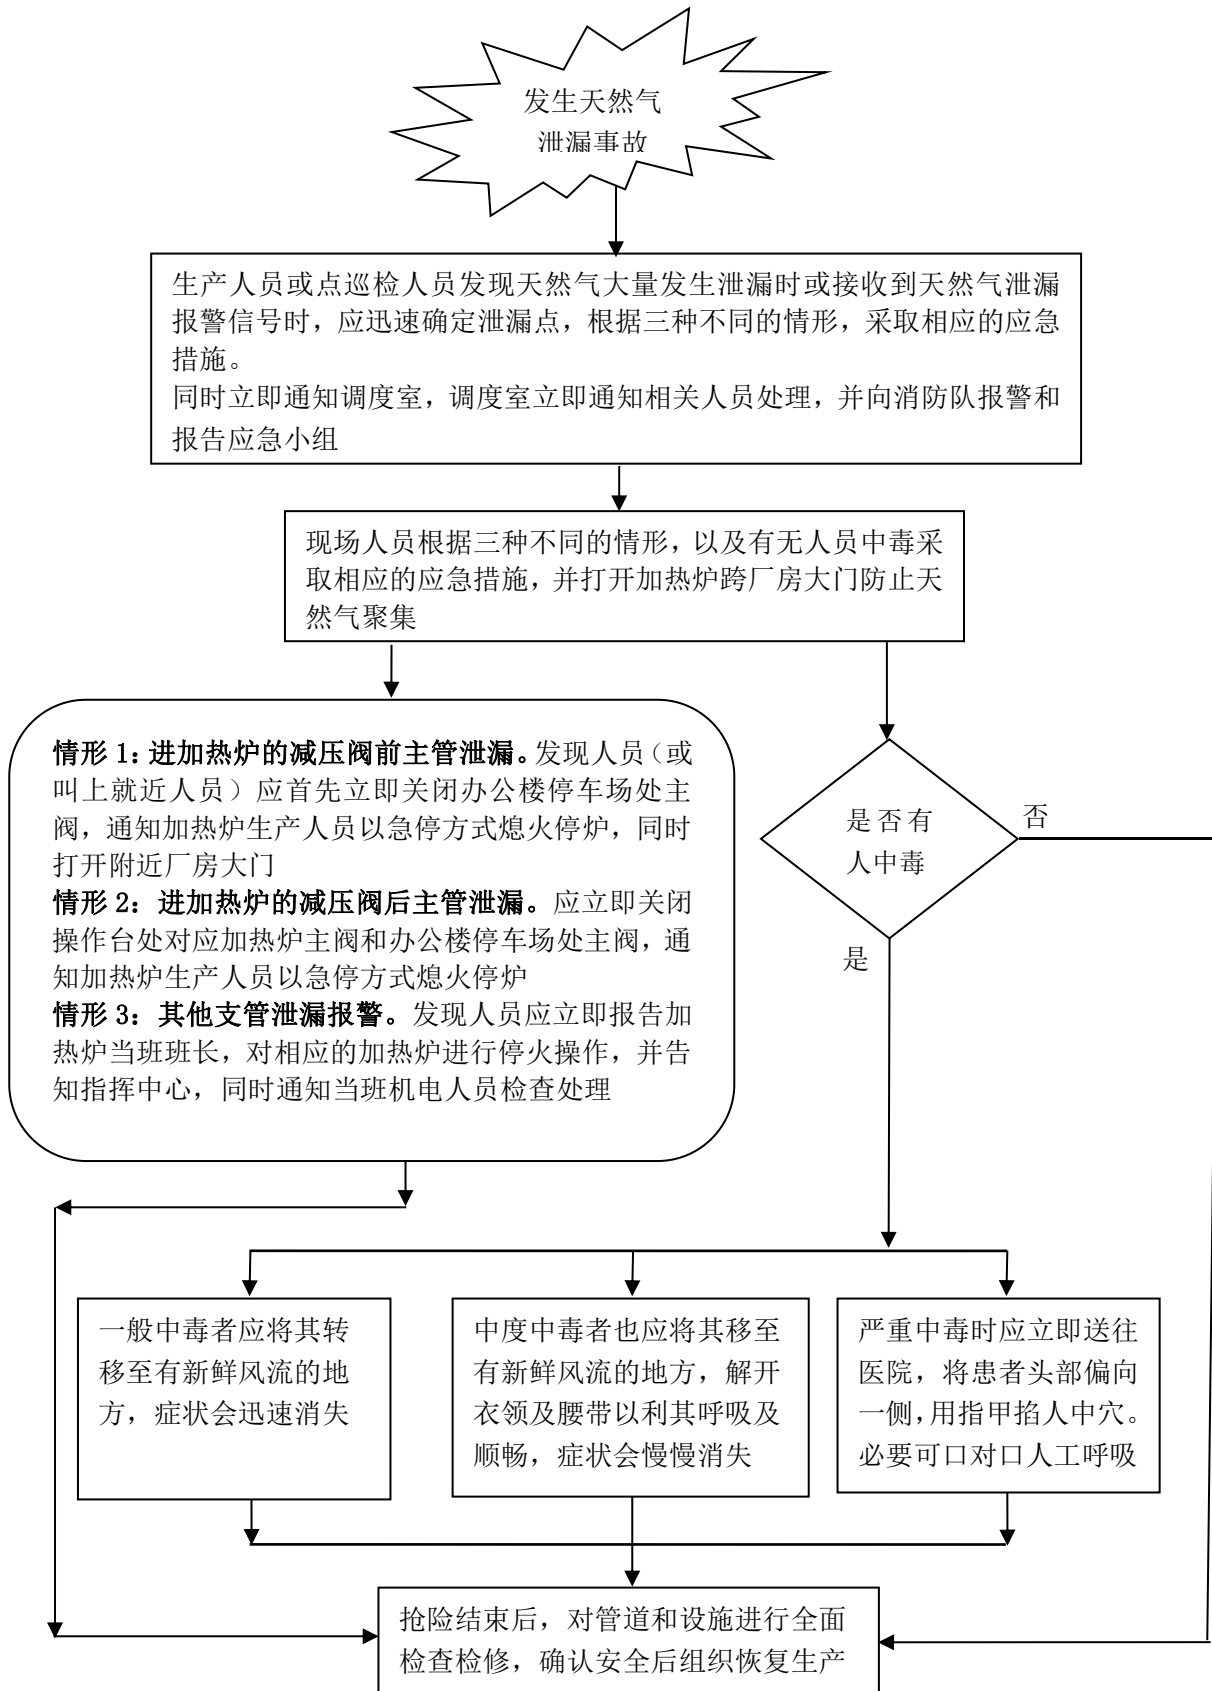 发生天然气
泄漏事故
生产人员或点巡检人员发现天然气大量发生泄漏时或接收到天然气泄漏
报警信号时，应迅速确定泄漏点，根据三种不同的情形，采取相应的应急
措施。
同时立即通知调度室，调度室立即通知相关人员处理，并向消防队报警和
报告应急小组
现场人员根据三种不同的情形，以及有无人员中毒采
取相应的应急措施，并打开加热炉跨厂房大门防止天
然气聚集
情形 1：进加热炉的减压阀前主管泄漏。发现人员（或
叫上就近人员）应首先立即关闭办公楼停车场处主
阀，通知加热炉生产人员以急停方式熄火停炉，同时
打开附近厂房大门
情形 2：进加热炉的减压阀后主管泄漏。应立即关闭
操作台处对应加热炉主阀和办公楼停车场处主阀，通
知加热炉生产人员以急停方式熄火停炉
情形 3：其他支管泄漏报警。发现人员应立即报告加
热炉当班班长，对相应的加热炉进行停火操作，并告
知指挥中心，同时通知当班机电人员检查处理
是否有
人中毒
否
是
一般中毒者应将其转
移至有新鲜风流的地
方，症状会迅速消失
中度中毒者也应将其移至
有新鲜风流的地方，解开
衣领及腰带以利其呼吸及
顺畅，症状会慢慢消失
严重中毒时应立即送往
医院，将患者头部偏向
一侧，用指甲掐人中穴。
必要可口对口人工呼吸
抢险结束后，对管道和设施进行全面
检查检修，确认安全后组织恢复生产